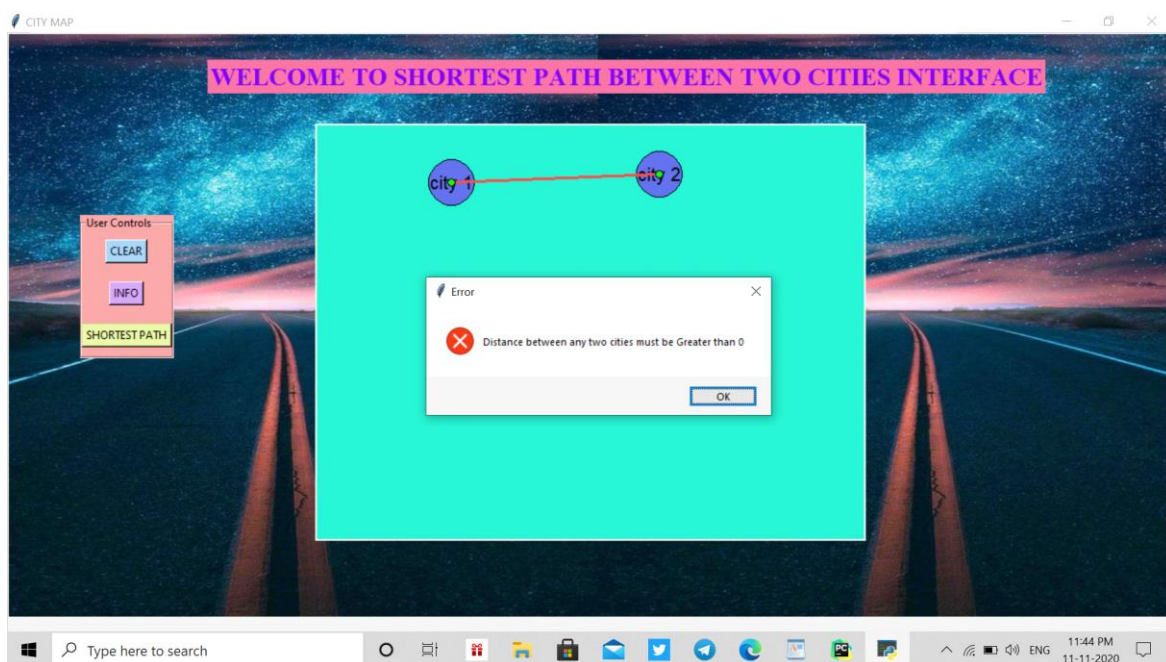 CITY MAP
WELCOME TO SHORTEST PATH BETWEEN TWO CITIES INTERFACE
city 1
city 2
User Controls
CLEAR
INFO
SHORTEST PATH
Error
Distance between any two cities must be Greater than 0
OK
Type here to search
PC
ENG
11:44 PM
11-11-2020